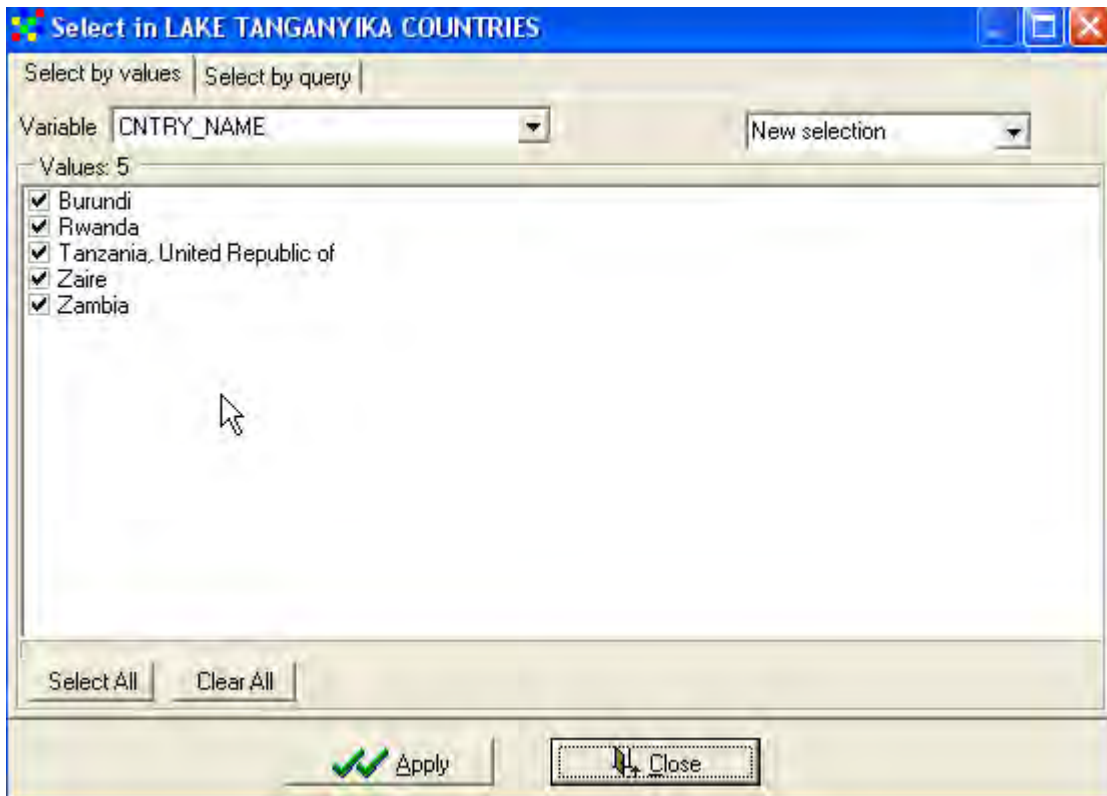 Select in LAKE TANGANYIKA COUNTRIES
Select by values Select by query
Variable CNTRY_NAME New selection
Values: 5
Burundi
Rwanda
Tanzania, United Republic of
Zaire
Zambia
Select All Clear All
Apply Close